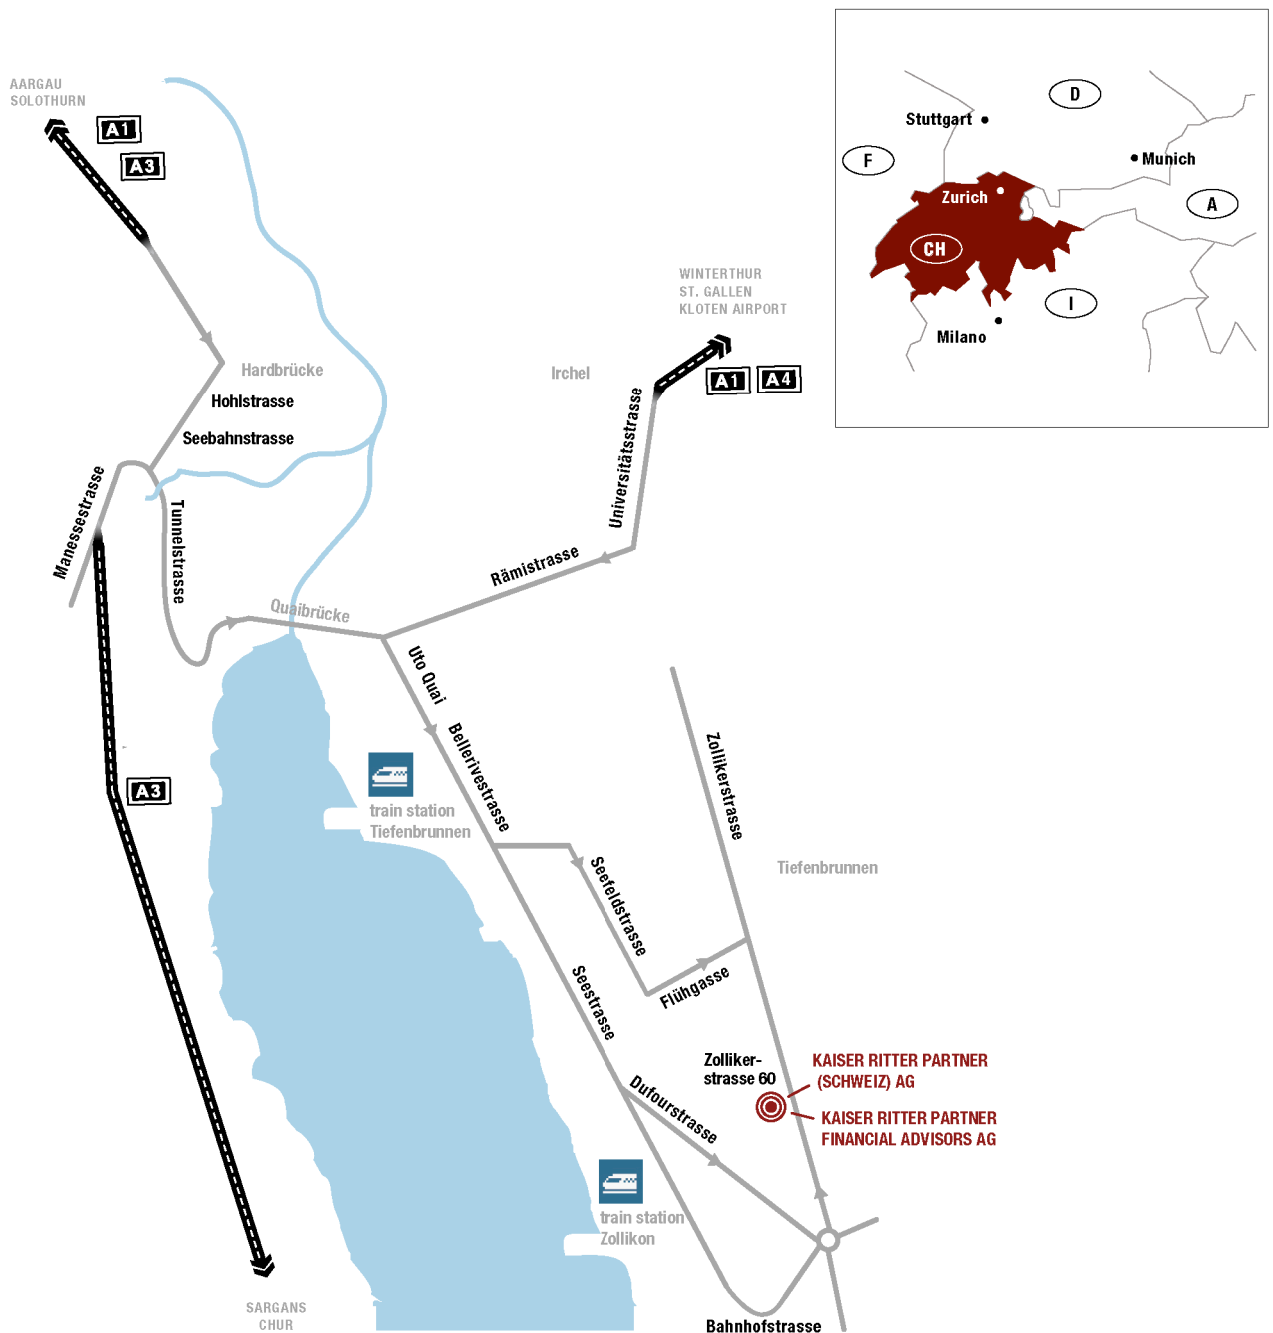 AARGAU
SOLOTHURN
A1
A3
Hardbrücke
Hohlstrasse
Seebahnstrasse
Manessestrasse
Tunnelstrasse
Quaibrücke
A3
SARGANS
CHUR
WINTERTHUR
ST. GALLEN
KLOTEN AIRPORT
A1
A4
Irchel
Universitätsstrasse
Rämistrasse
Uto Quai
Bellerivestrasse
train station
Tiefenbrunnen
Zollikerstrasse
Tiefenbrunnen
Seefeldstrasse
Flühgasse
Seestrasse
Zolliker-
strasse 60
KAISER RITTER PARTNER
(SCHWEIZ) AG
KAISER RITTER PARTNER
FINANCIAL ADVISORS AG
Dufourstrasse
train station
Zollikon
Bahnhofstrasse
D
Stuttgart
F
Munich
Zurich
A
CH
I
Milano